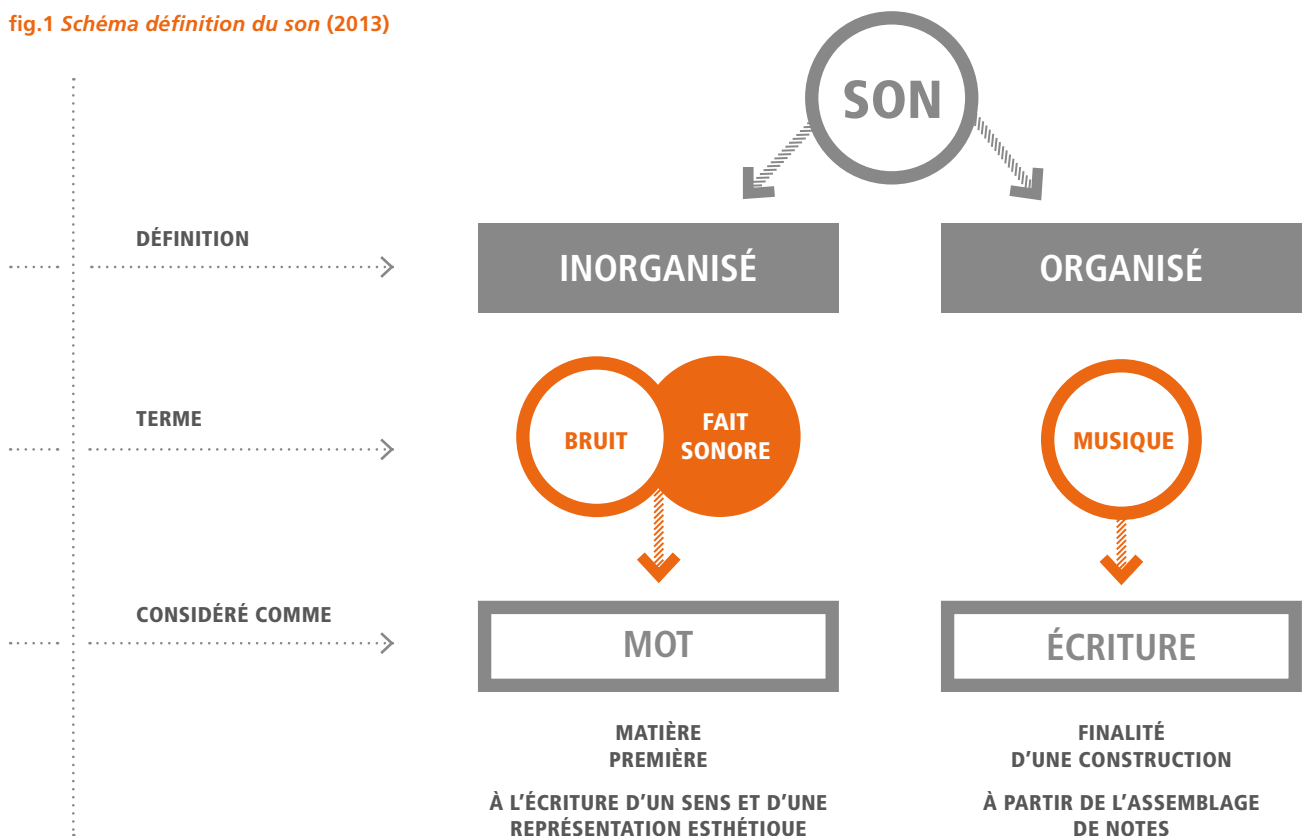 fig.1 Schéma définition du son (2013)
SON
DÉFINITION
INORGANISÉ
ORGANISÉ
TERME
BRUIT
FAIT
SONORE
MUSIQUE
CONSIDÉRÉ COMME
MOT
ÉCRITURE
MATIÈRE
PREMIÈRE
À L'ÉCRITURE D'UN SENS ET D'UNE
REPRÉSENTATION ESTHÉTIQUE
FINALITÉ
D'UNE CONSTRUCTION
À PARTIR DE L'ASSEMBLAGE
DE NOTES